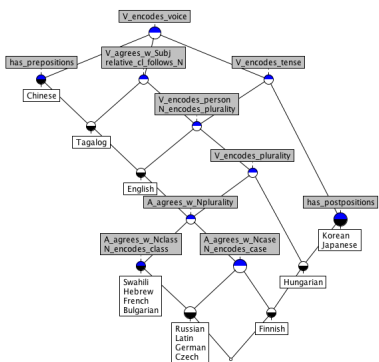 V_encodes_voice
has_prepositions
V_agrees_w_Subj
relative_cl_follows_N
V_encodes_tense
Chinese
V_encodes_person
N_encodes_plurality
Tagalog
V_encodes_plurality
English
A_agrees_w_Nplurality
has_postpositions
A_agrees_w_Nclass
N_encodes_class
A_agrees_w_Ncase
N_encodes_case
Korean
Japanese
Swahili
Hebrew
French
Bulgarian
Hungarian
Russian
Latin
German
Czech
Finnish